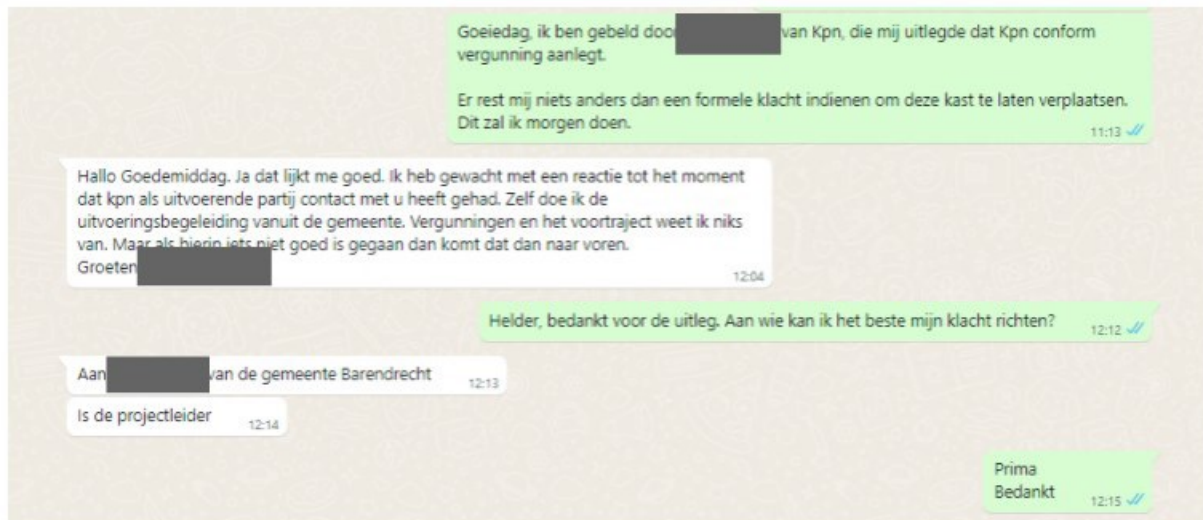 Goeiedag, ik ben gebeld door van Kpn, die mij uitlegde dat Kpn conform
vergunning aanlegt.
Er rest mij niets anders dan een formele klacht indienen om deze kast te laten verplaatsen.
Dit zal ik morgen doen.
11:13
Hallo Goedemiddag. Ja dat lijkt me goed. Ik heb gewacht met een reactie tot het moment
dat kpn als uitvoerende partij contact met u heeft gehad. Zelf doe ik de
uitvoeringsbegeleiding vanuit de gemeente. Vergunningen en het voortraject weet ik niks
van. Maar als hierin iets niet goed is gegaan dan komt dat dan naar voren.
Groeten
12:04
Helder, bedankt voor de uitleg. Aan wie kan ik het beste mijn klacht richten?
12:12
Aan van de gemeente Barendrecht
12:13
Is de projectleider
12:14
Prima
Bedankt
12:15